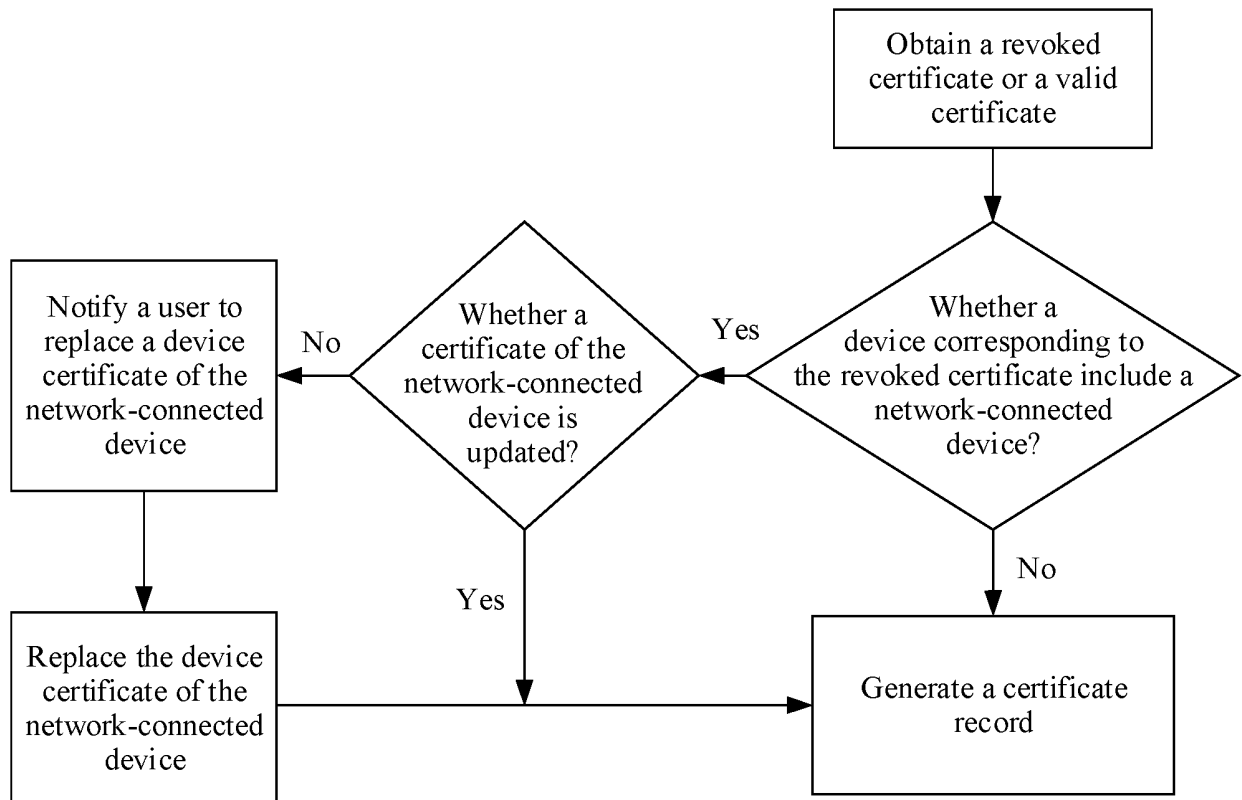 Obtain a revoked
certificate or a valid
certificate
Whether a
device corresponding to
the revoked certificate include a
network-connected
device?
Yes
No
Whether a
certificate of the
network-connected
device is
updated?
No
Yes
Notify a user to
replace a device
certificate of the
network-connected
device
Replace the device
certificate of the
network-connected
device
Generate a certificate
record